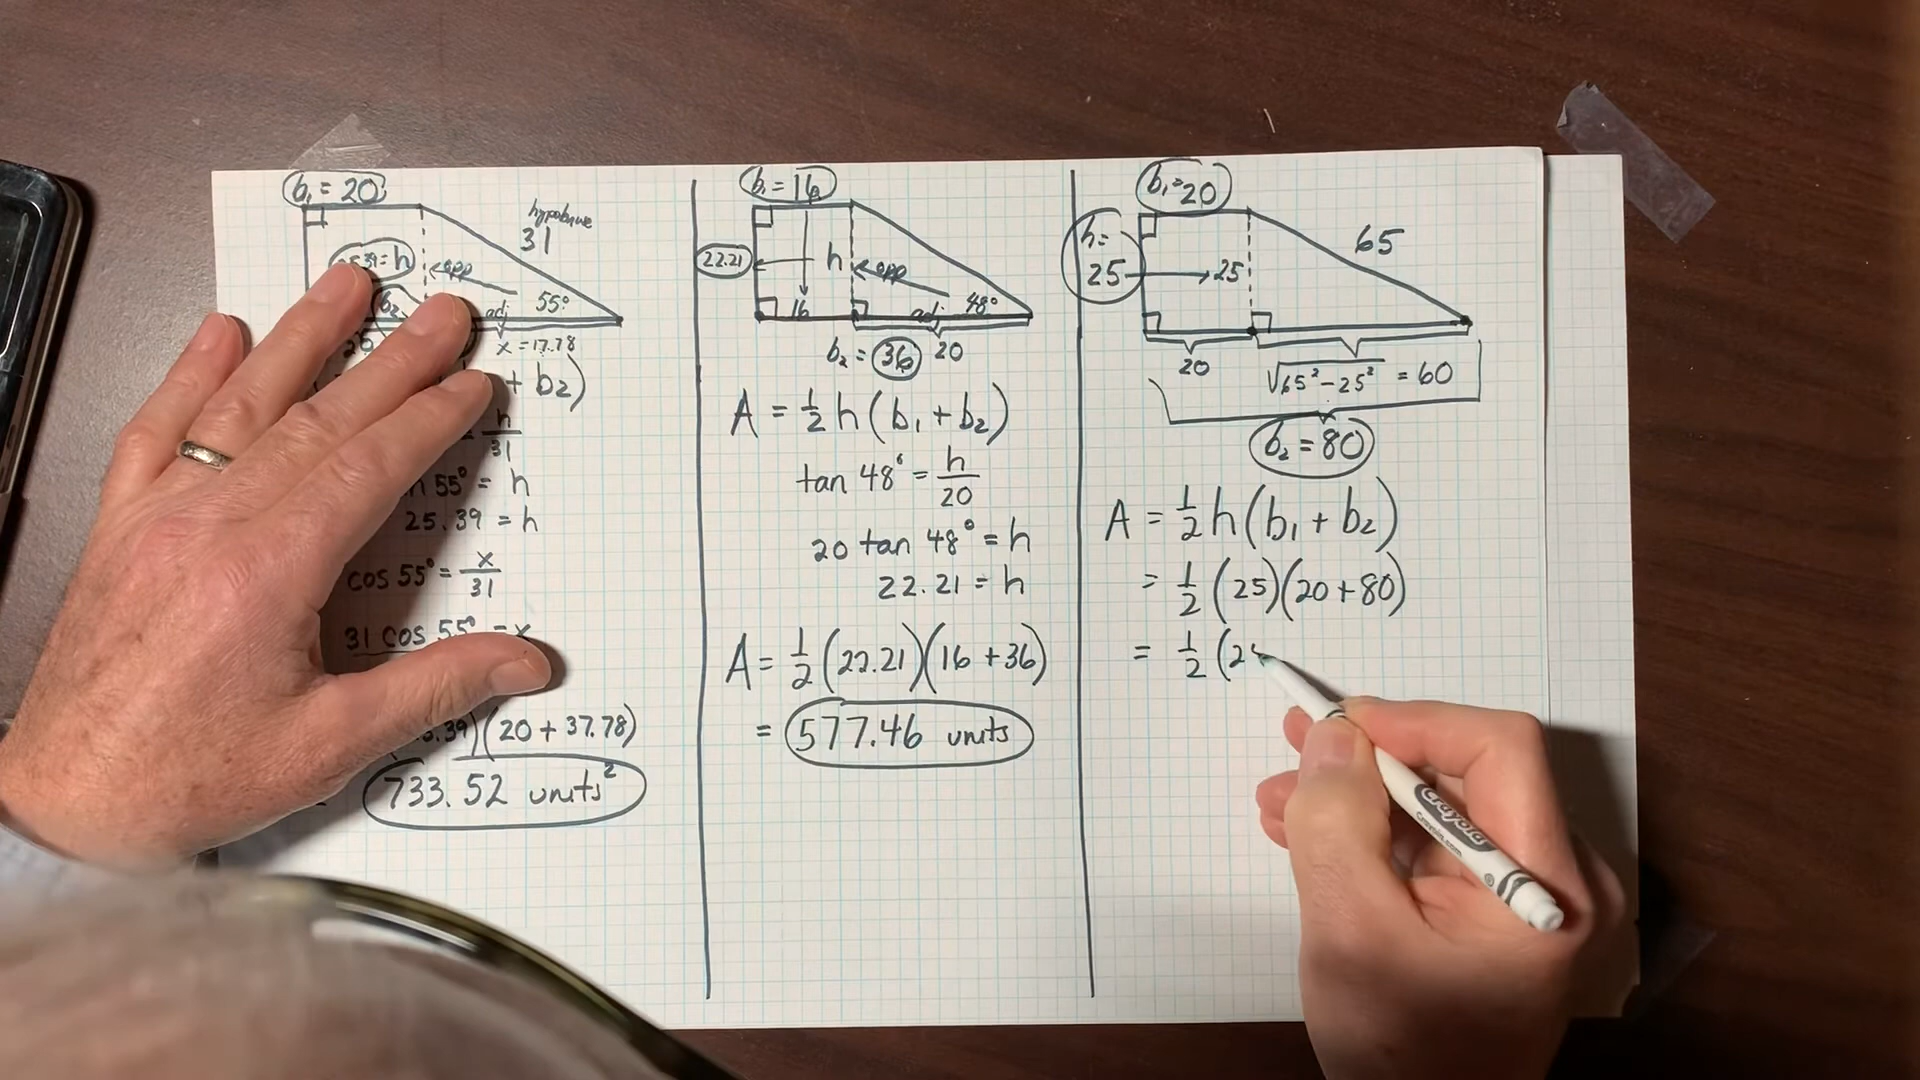 b₁ = 20
hypotenuse
31
= h
opp
b₂
adj
55°
x = 17.78
+ b₂)
= h/31
55° = h
25.39 = h
cos 55° = x/31
31 cos 55° = x
(20 + 37.78)
733.52 units²
b₁ = 16
22.21
h
opp
16
adj
48°
b₂ = 36
20
A = ½ h (b₁ + b₂)
tan 48° = h/20
20 tan 48° = h
22.21 = h
A = ½ (22.21)(16 + 36)
= 577.46 units
b₁ = 20
h = 25
25
65
20
√65² - 25² = 60
b₂ = 80
A = ½ h (b₁ + b₂)
= ½ (25)(20 + 80)
= ½ (2
Crayola
Crayola.com